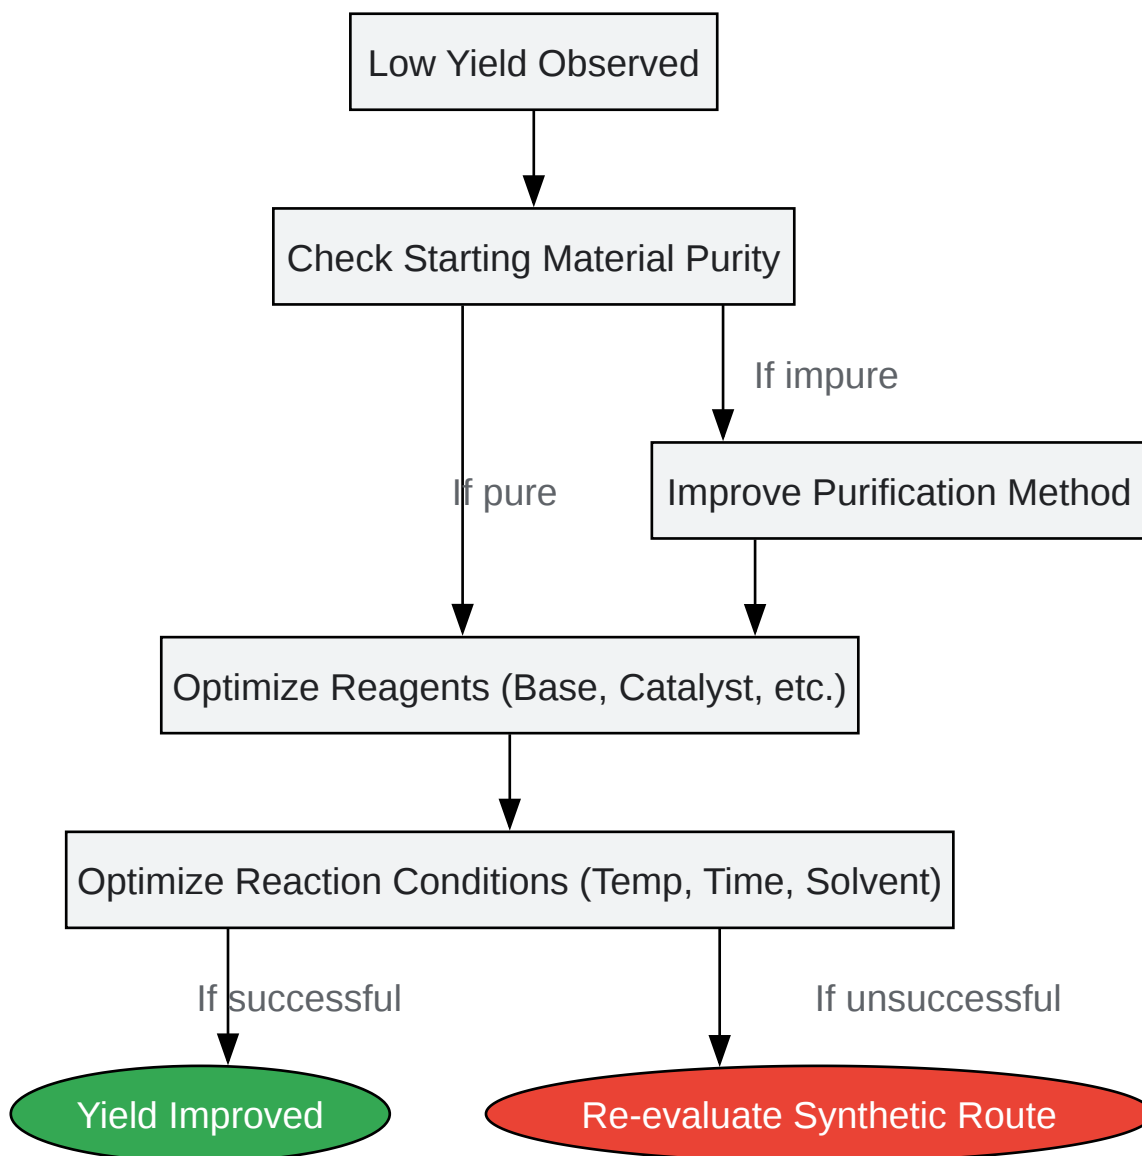 Low Yield Observed
Check Starting Material Purity
If impure
If pure
Improve Purification Method
Optimize Reagents (Base, Catalyst, etc.)
Optimize Reaction Conditions (Temp, Time, Solvent)
If successful
If unsuccessful
Yield Improved
Re-evaluate Synthetic Route